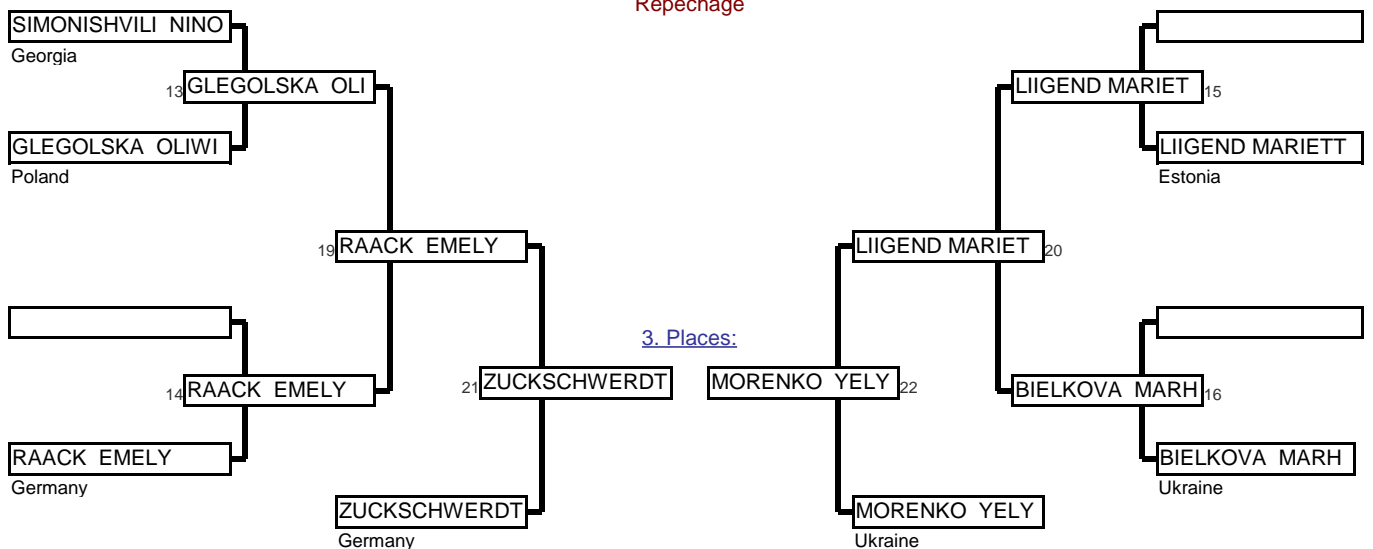 Repechage
SIMONISHVILI NINO
Georgia
13 GLEGOLSKA OLI
LIIGEND MARIET 15
GLEGOLSKA OLIWI
Poland
LIIGEND MARIETT
Estonia
19 RAACK EMELY
LIIGEND MARIET 20
3. Places:
14 RAACK EMELY
21 ZUCKSCHWERDT
MORENKO YELY 22
BIELKOVA MARH 16
RAACK EMELY
Germany
BIELKOVA MARH
Ukraine
ZUCKSCHWERDT
Germany
MORENKO YELY
Ukraine